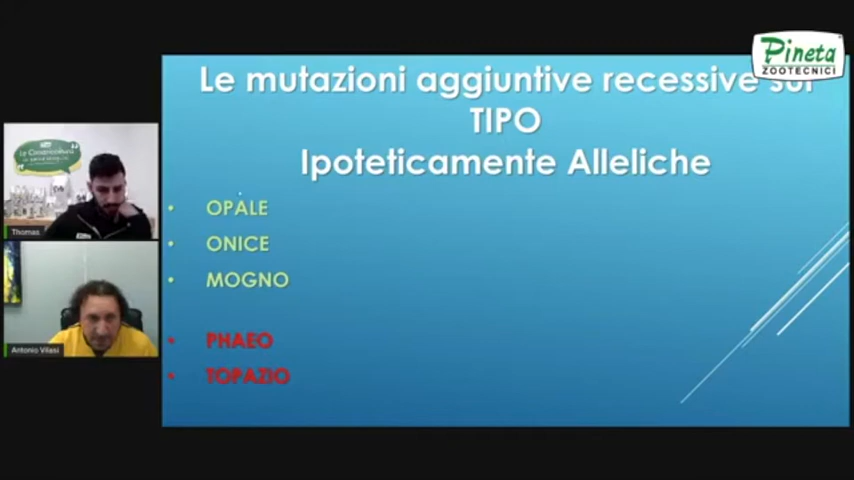 Pineta
ZOOTECNICI
Le mutazioni aggiuntive recessive sul
TIPO
Ipoteticamente Alleliche
• OPALE
• ONICE
• MOGNO
• PHAEO
• TOPAZIO
Thomas
Antonio Vilasi